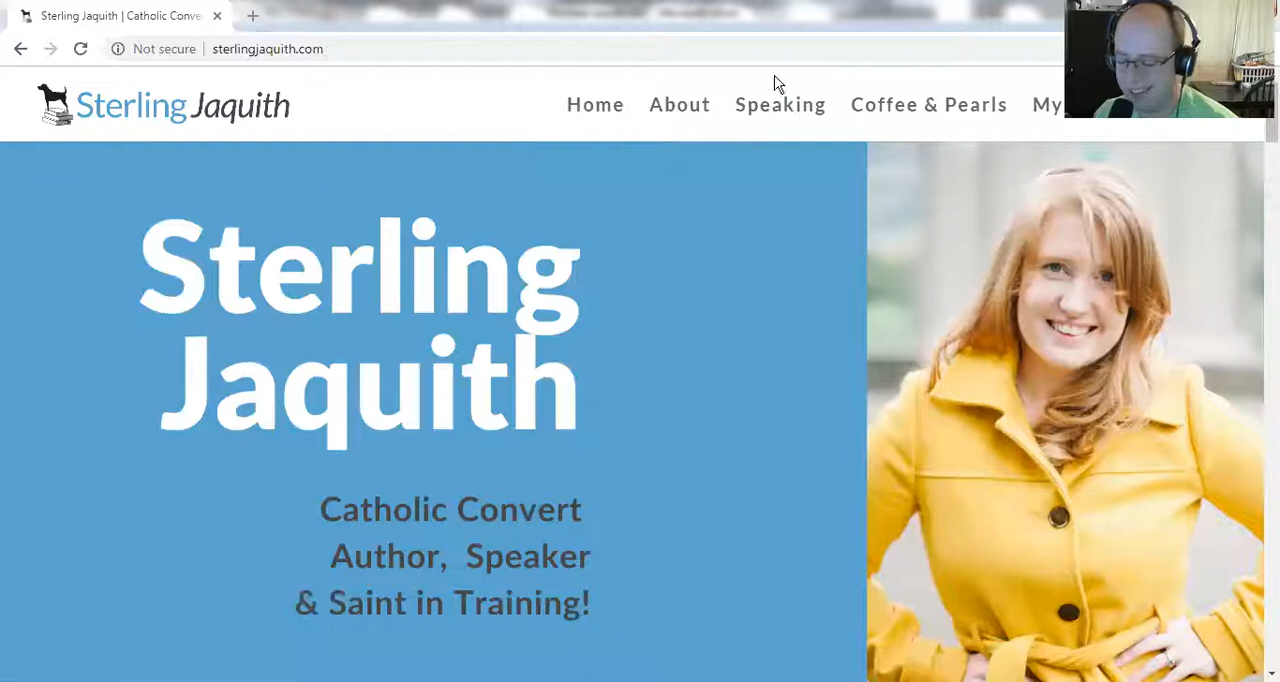 Sterling Jaquith | Catholic Conve
Not secure | sterlingjaquith.com
Sterling Jaquith
Home About Speaking Coffee & Pearls My
Sterling
Jaquith
Catholic Convert
Author, Speaker
& Saint in Training!